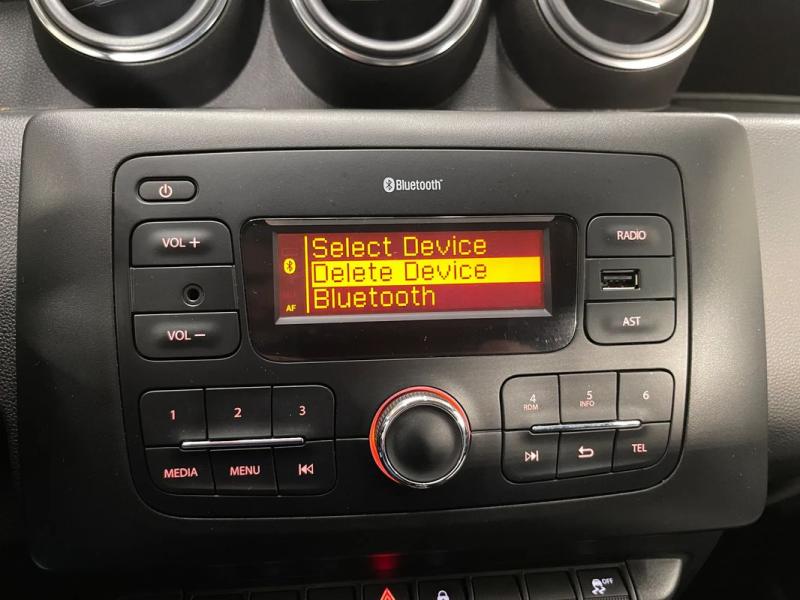 Bluetooth
VOL +
RADIO
Select Device
Delete Device
Bluetooth
AF
VOL −
AST
1
2
3
4
RDM
5
INFO
6
MEDIA
MENU
TEL
OFF